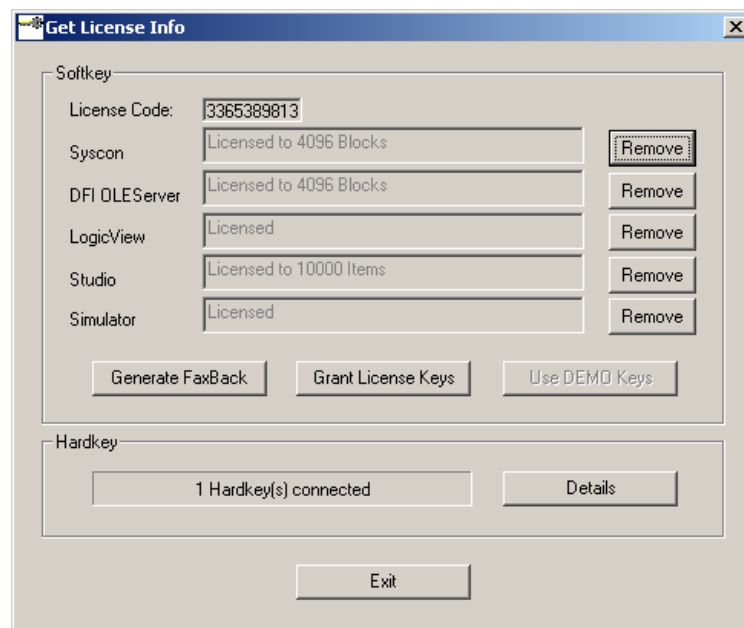 Get License Info
Softkey
License Code: 3365389813
Syscon Licensed to 4096 Blocks Remove
DFI OLEServer Licensed to 4096 Blocks Remove
LogicView Licensed Remove
Studio Licensed to 10000 Items Remove
Simulator Licensed Remove
Generate FaxBack Grant License Keys Use DEMO Keys
Hardkey
1 Hardkey(s) connected Details
Exit